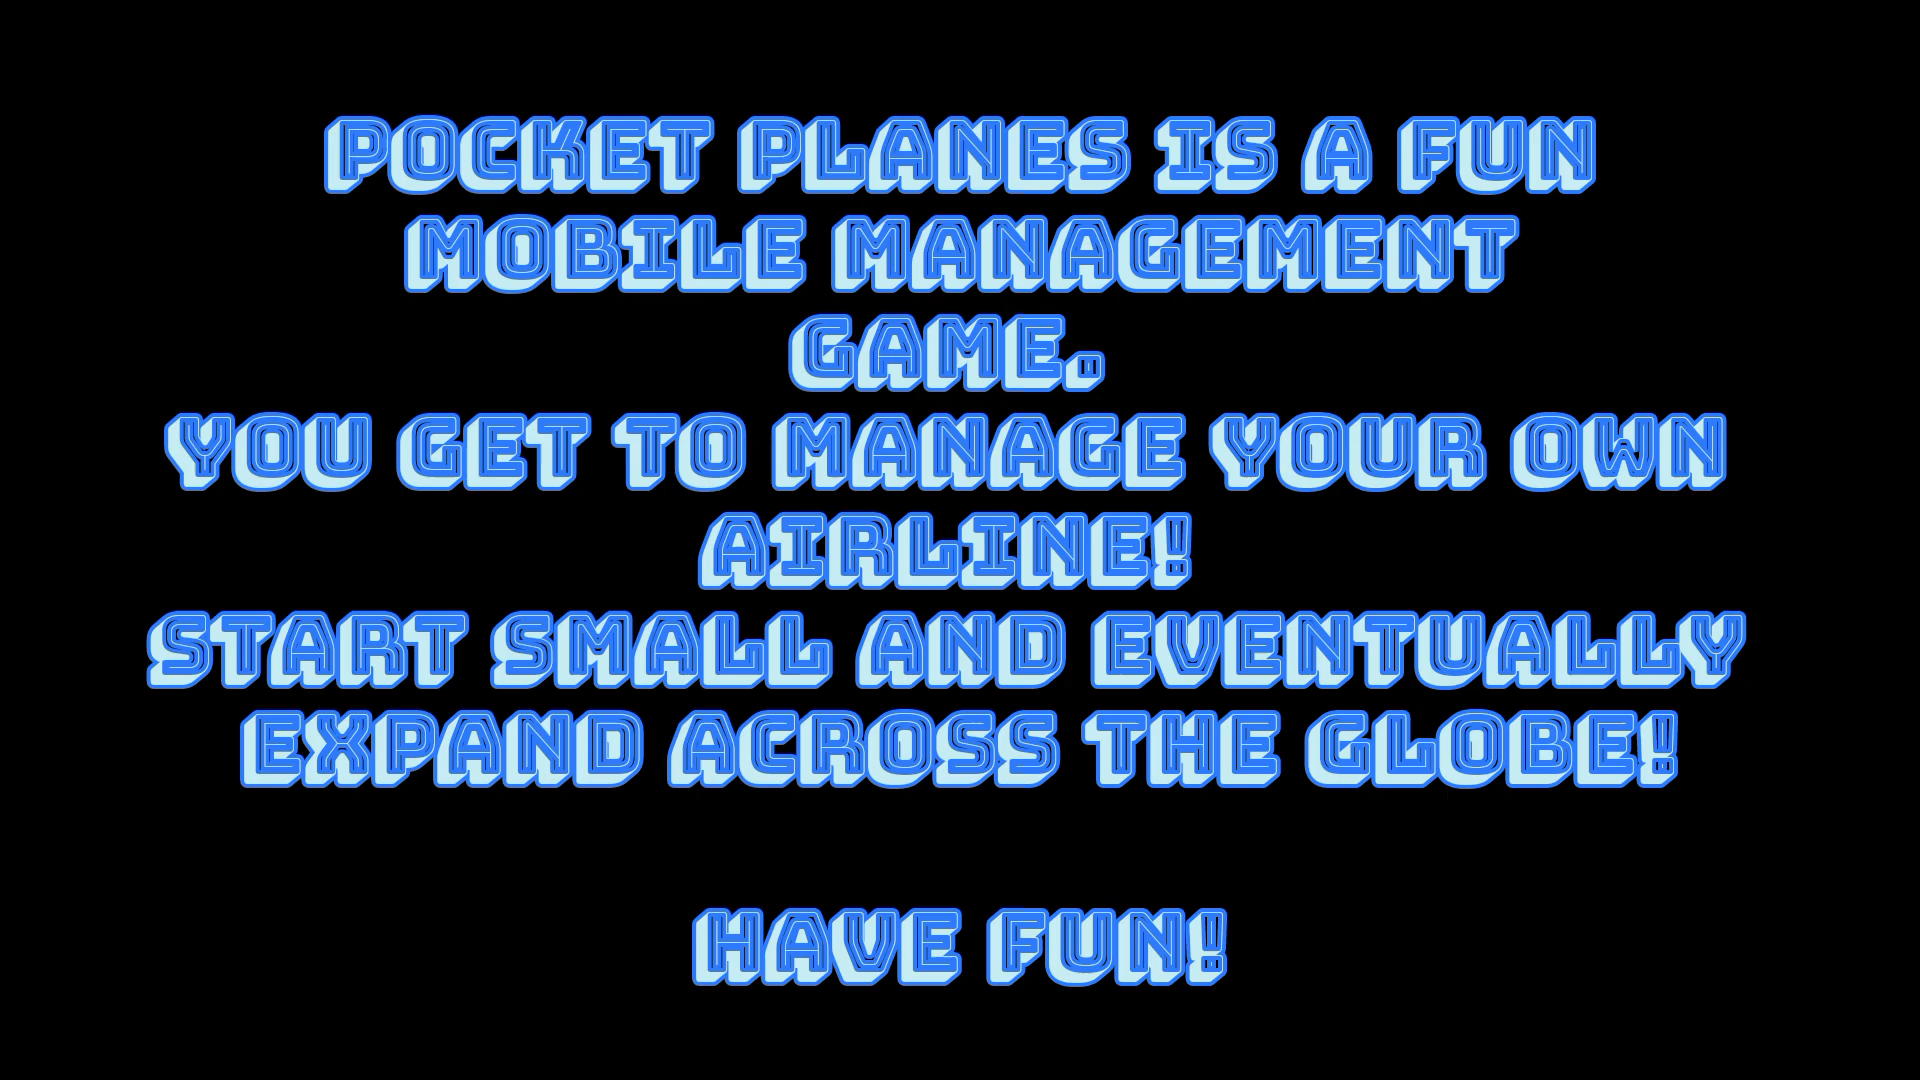 POCKET PLANES IS A FUN
MOBILE MANAGEMENT
GAME.
YOU GET TO MANAGE YOUR OWN
AIRLINE!
START SMALL AND EVENTUALLY
EXPAND ACROSS THE GLOBE!
HAVE FUN!